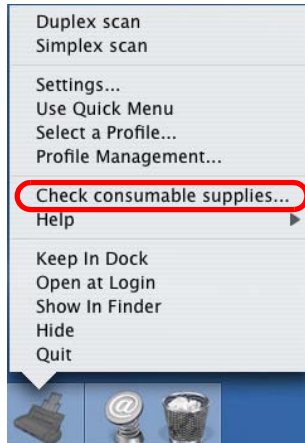 Duplex scan
Simplex scan
Settings...
Use Quick Menu
Select a Profile...
Profile Management...
Check consumable supplies...
Help
Keep In Dock
Open at Login
Show In Finder
Hide
Quit
@